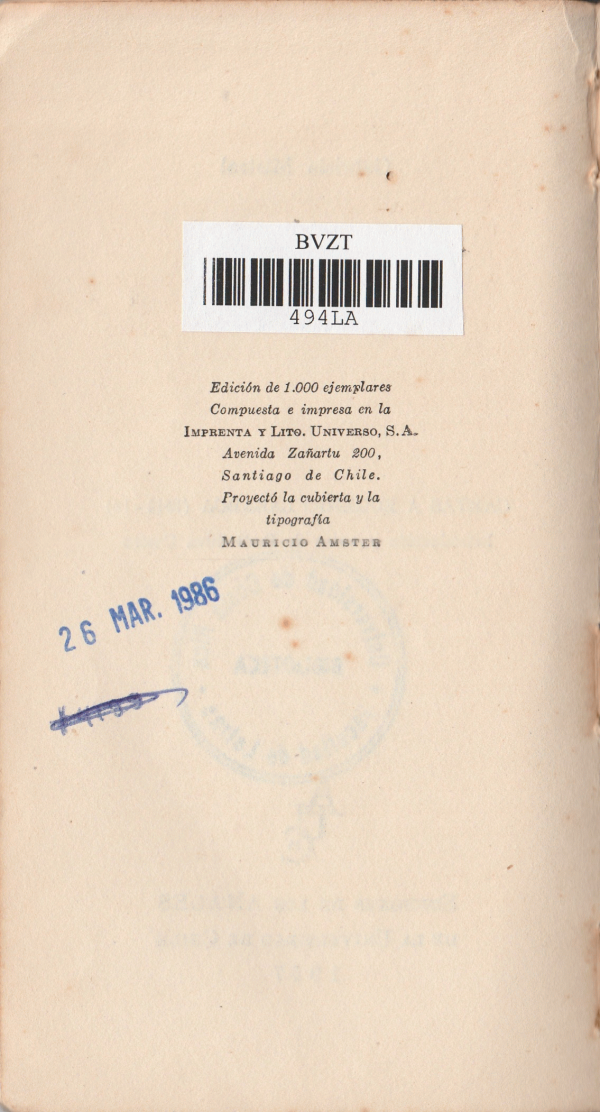 BVZT
494LA
Edición de 1.000 ejemplares
Compuesta e impresa en la
IMPRENTA Y LITO. UNIVERSO, S.A.
Avenida Zañartu 200,
Santiago de Chile.
Proyectó la cubierta y la
tipografía
MAURICIO AMSTER
26 MAR. 1986